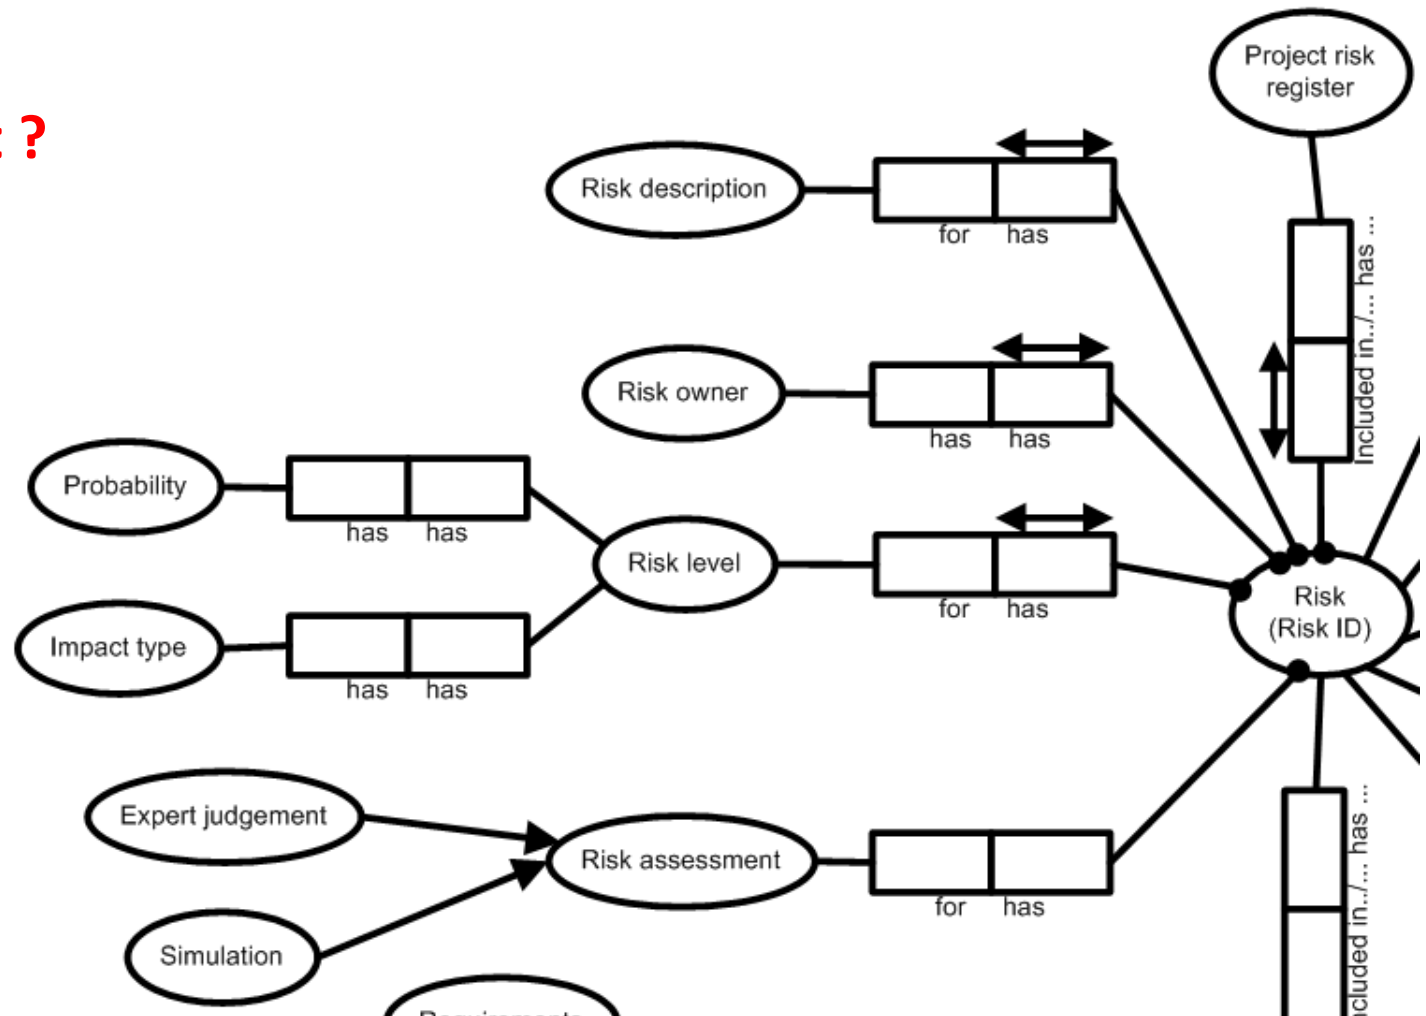 Project risk
register
?
Risk description
for has
Included in../... has ...
Risk owner
has has
Probability
has has
Risk level
for has
Risk
(Risk ID)
Impact type
has has
Expert judgement
Risk assessment
for has
Simulation
in../... has ...